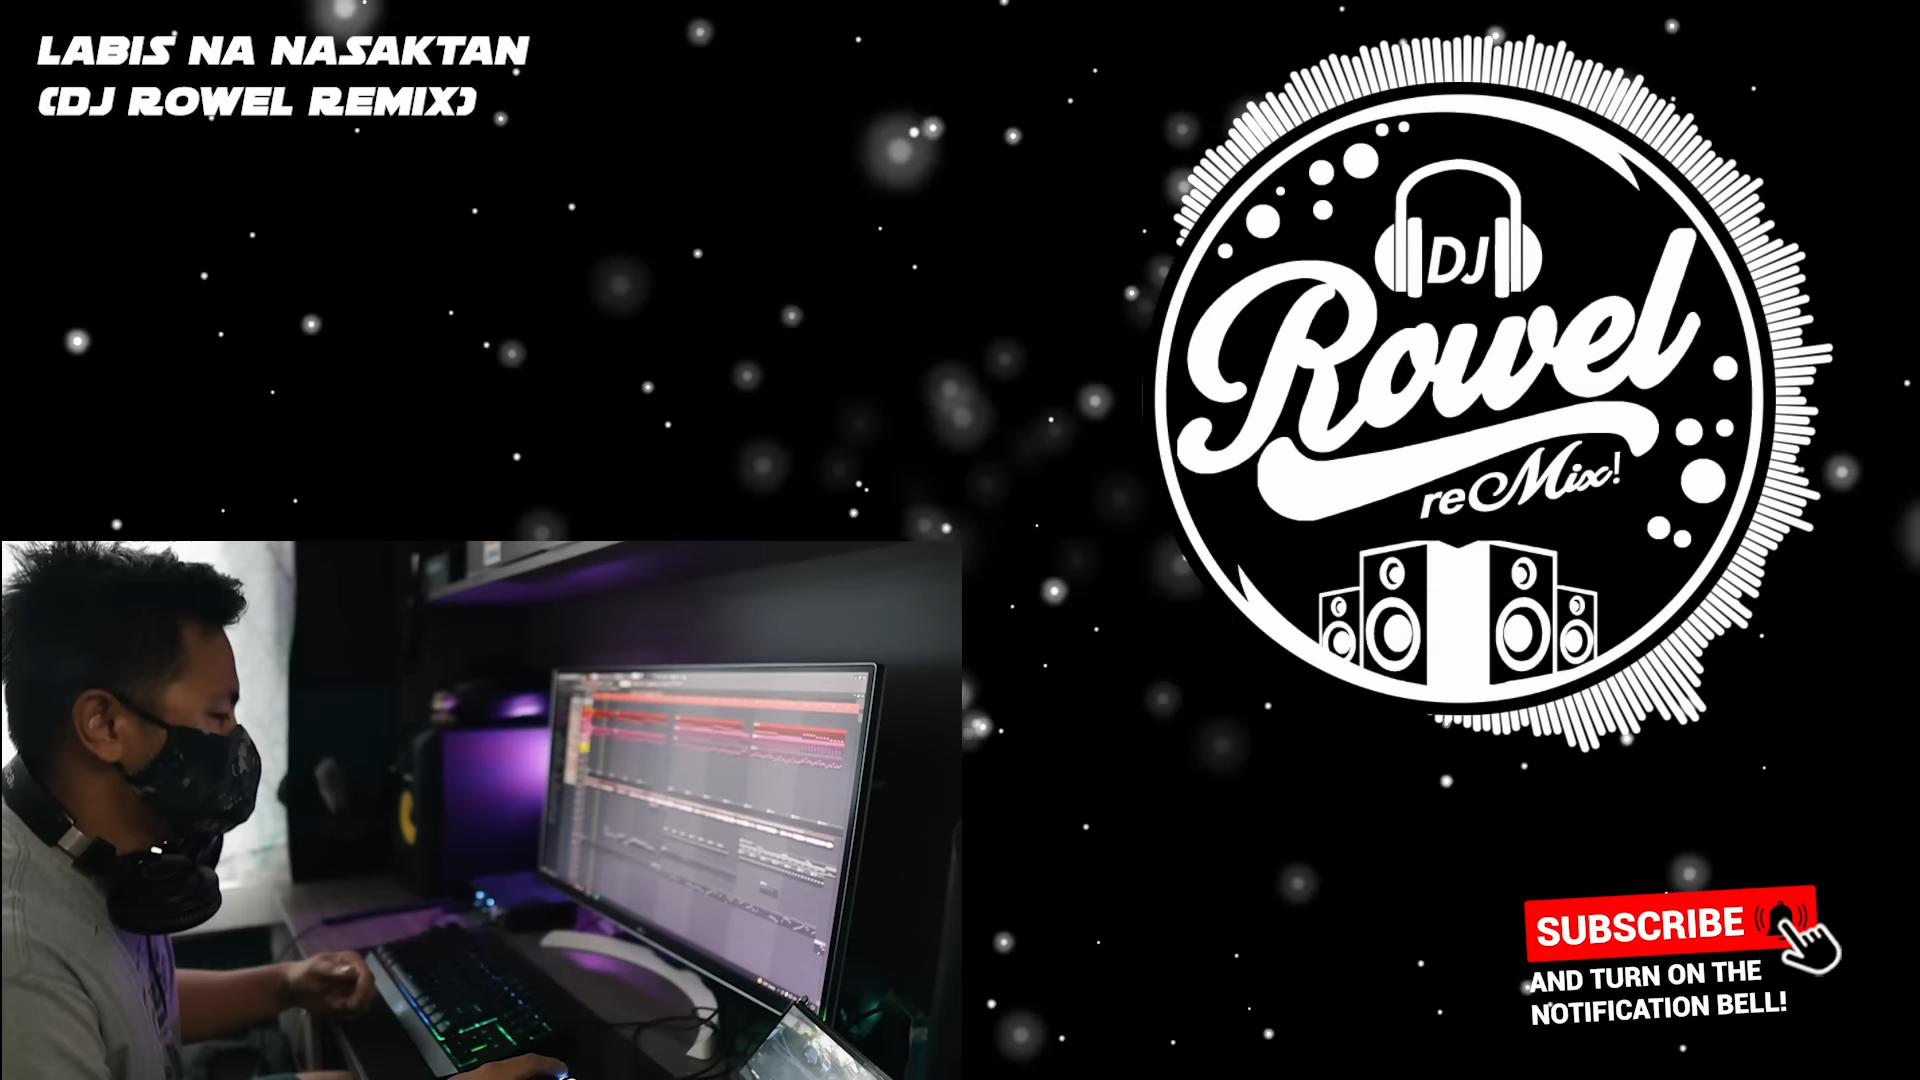 LABIS NA NASAKTAN
(DJ ROWEL REMIX)
DJ
Rowel
reMix!
SUBSCRIBE
AND TURN ON THE
NOTIFICATION BELL!